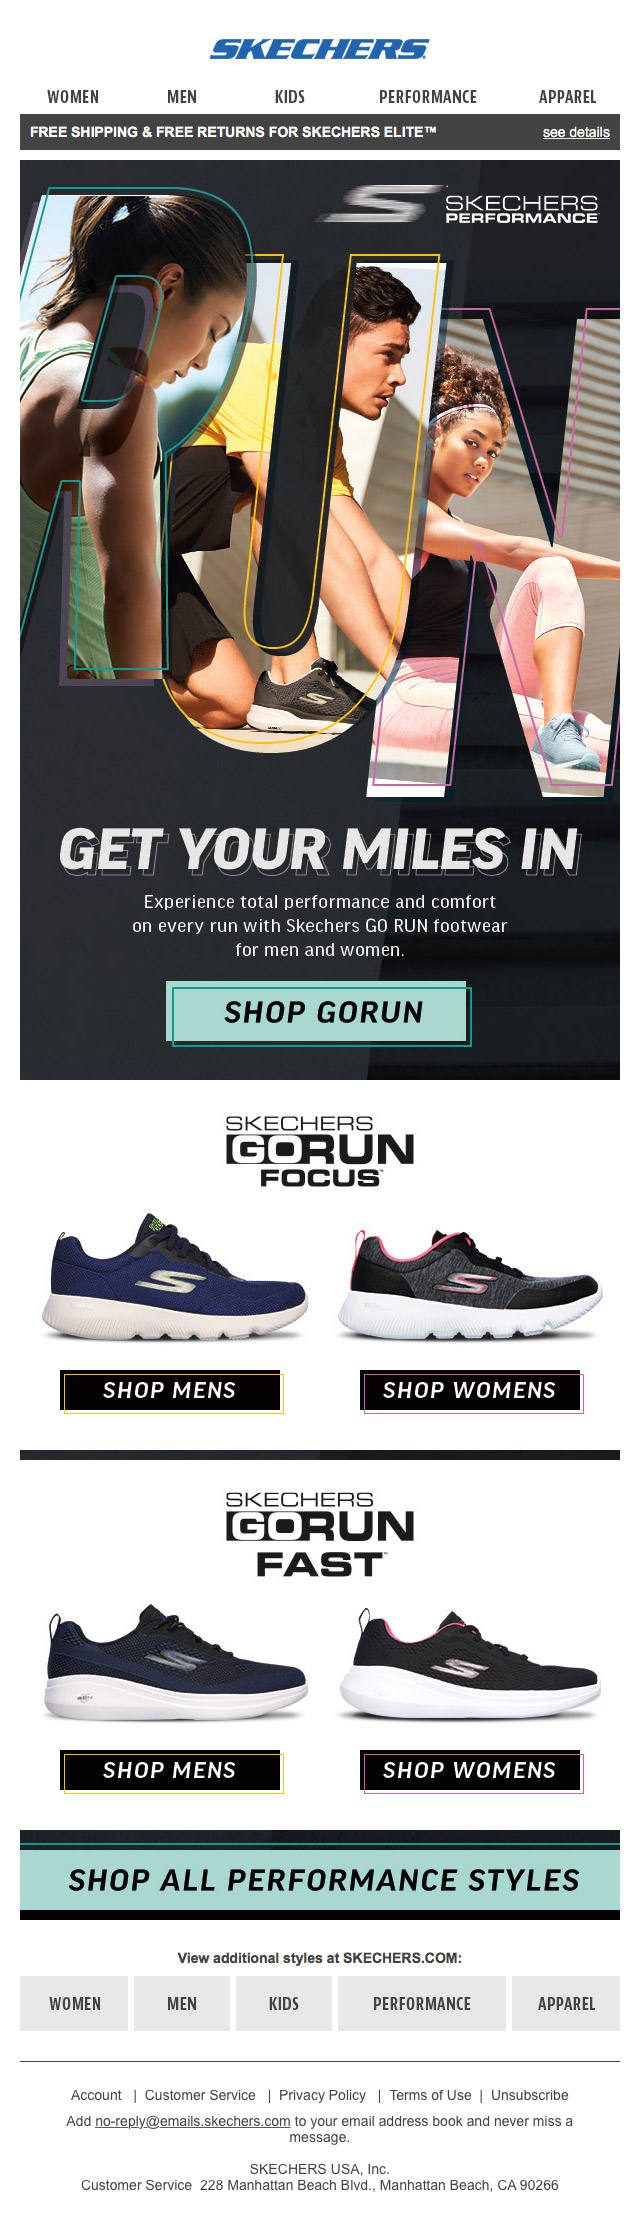 SKECHERS
WOMEN MEN KIDS PERFORMANCE APPAREL
FREE SHIPPING & FREE RETURNS FOR SKECHERS ELITE™ see details
SKECHERS
PERFORMANCE
RUN
GET YOUR MILES IN
Experience total performance and comfort
on every run with Skechers GO RUN footwear
for men and women.
SHOP GORUN
SKECHERS
GORUN
FOCUS™
SHOP MENS SHOP WOMENS
SKECHERS
GORUN
FAST™
SHOP MENS SHOP WOMENS
SHOP ALL PERFORMANCE STYLES
View additional styles at SKECHERS.COM:
WOMEN MEN KIDS PERFORMANCE APPAREL
Account | Customer Service | Privacy Policy | Terms of Use | Unsubscribe
Add no-reply@emails.skechers.com to your email address book and never miss a
message.
SKECHERS USA, Inc.
Customer Service 228 Manhattan Beach Blvd., Manhattan Beach, CA 90266